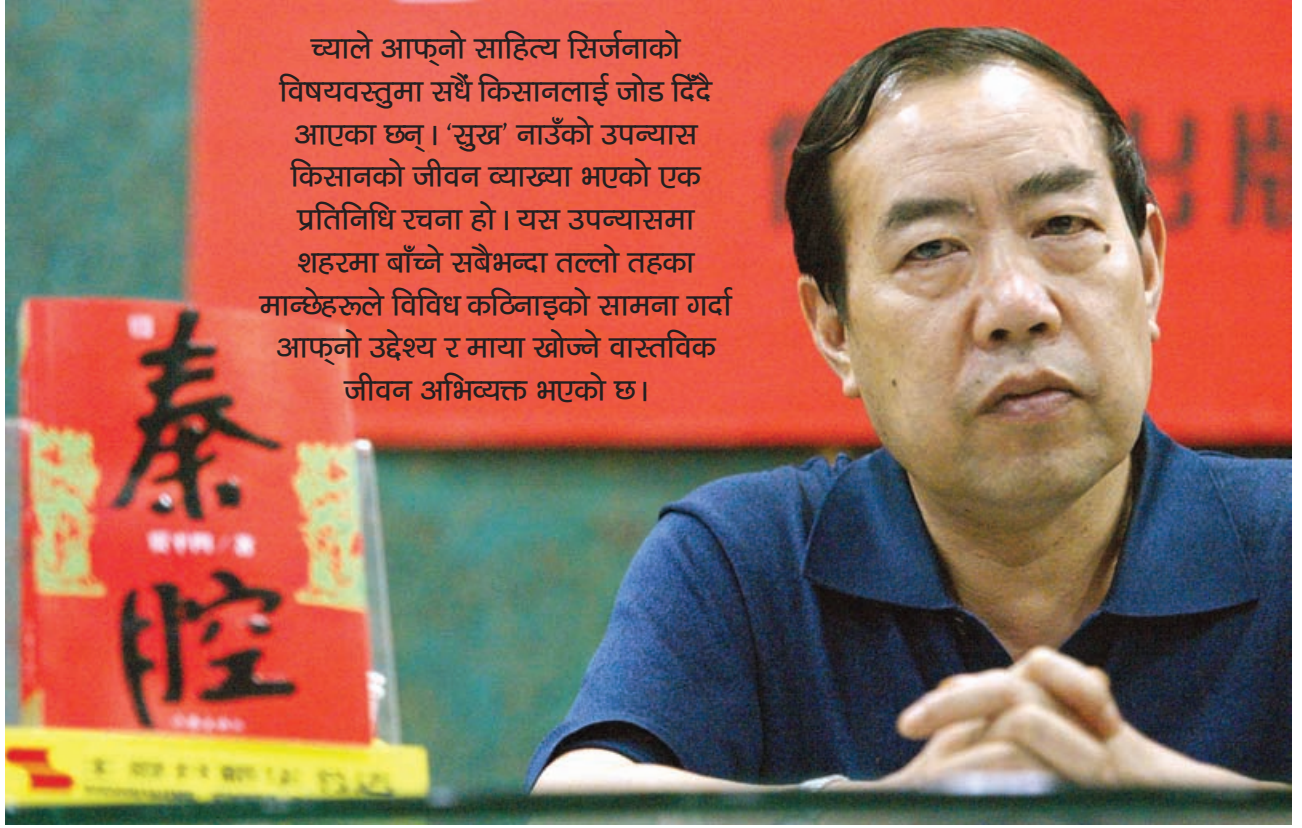 च्याले आफ्नो साहित्य सिर्जनाको
विषयवस्तुमा सधैं किसानलाई जोड दिँदै
आएका छन् । ‘सुख’ नाउँको उपन्यास
किसानको जीवन व्याख्या भएको एक
प्रतिनिधि रचना हो । यस उपन्यासमा
शहरमा बाँच्ने सबैभन्दा तल्लो तहका
मान्छेहरूले विविध कठिनाइको सामना गर्दा
आफ्नो उद्देश्य र माया खोज्ने वास्तविक
जीवन अभिव्यक्त भएको छ ।
秦
腔